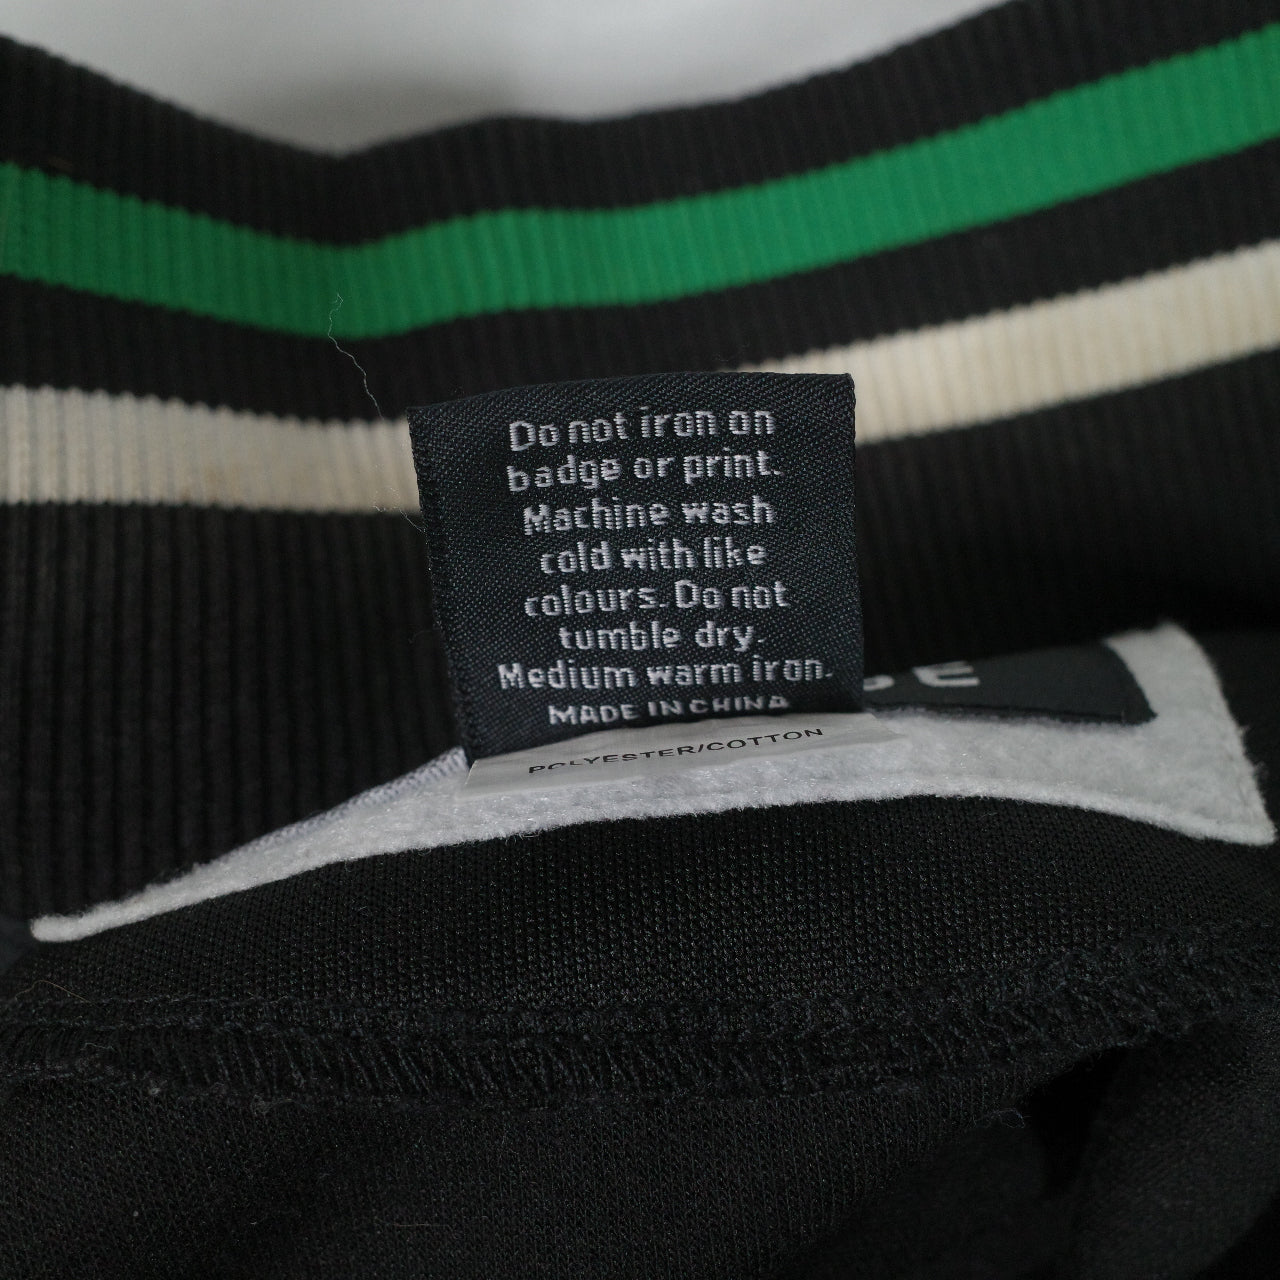 Do not iron on
badge or print.
Machine wash
cold with like
colours. Do not
tumble dry.
Medium warm iron.
MADE IN CHINA
POLYESTER/COTTON